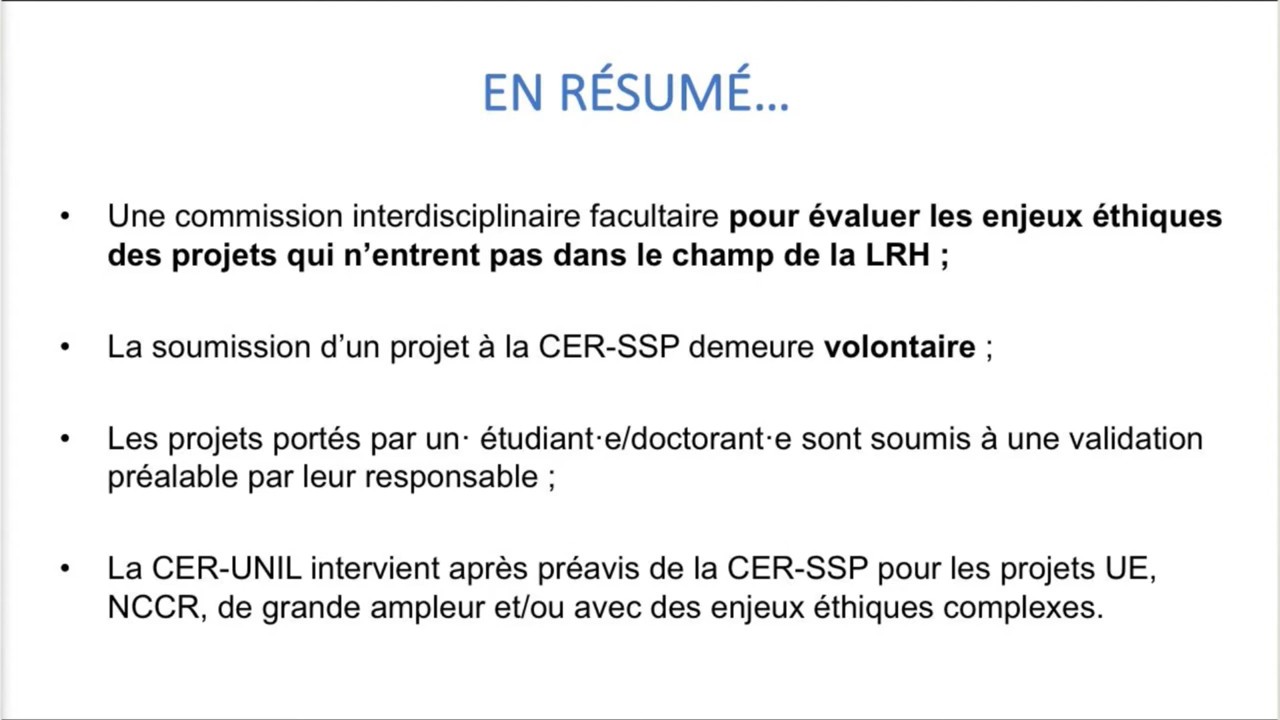 EN RÉSUMÉ...
• Une commission interdisciplinaire facultaire pour évaluer les enjeux éthiques
des projets qui n’entrent pas dans le champ de la LRH ;
• La soumission d’un projet à la CER-SSP demeure volontaire ;
• Les projets portés par un· étudiant·e/doctorant·e sont soumis à une validation
préalable par leur responsable ;
• La CER-UNIL intervient après préavis de la CER-SSP pour les projets UE,
NCCR, de grande ampleur et/ou avec des enjeux éthiques complexes.